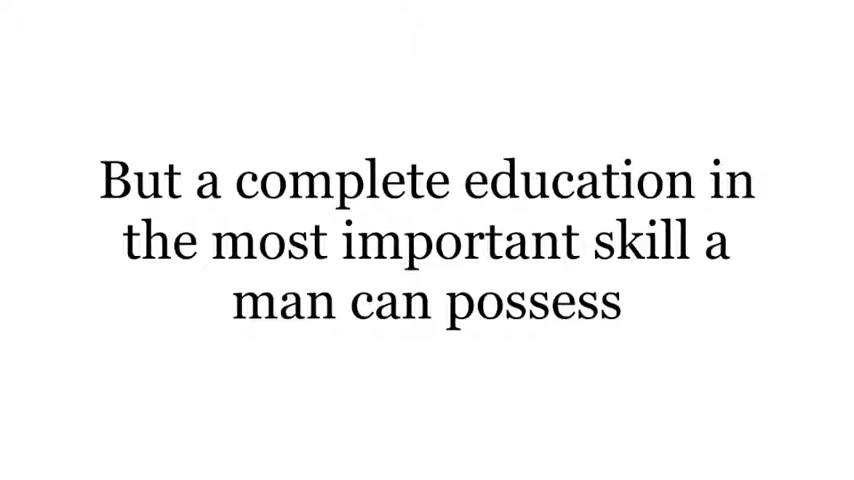 But a complete education in
the most important skill a
man can possess